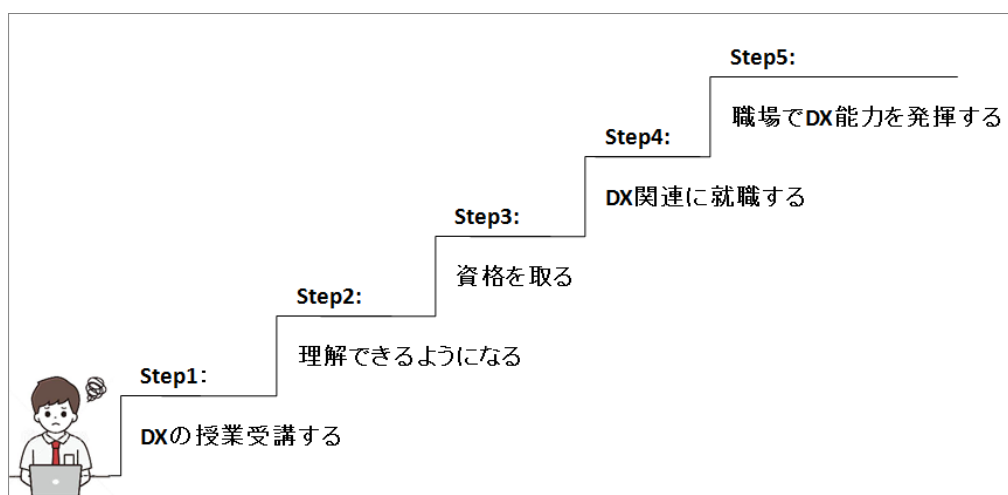 Step5:
職場でDX能力を発揮する
Step4:
DX関連に就職する
Step3:
資格を取る
Step2:
理解できるようになる
Step1:
DXの授業受講する